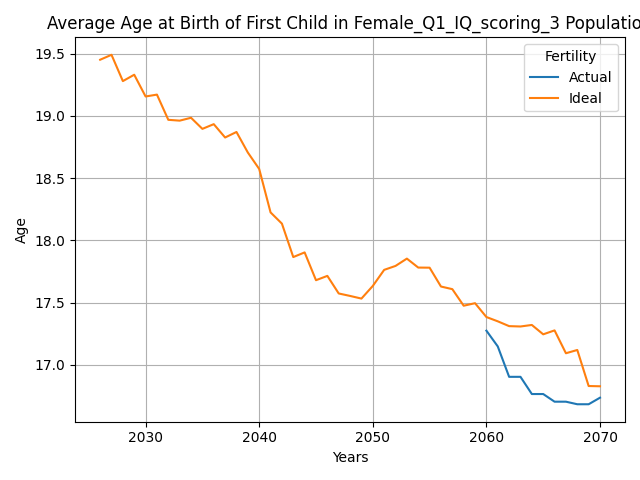 Average Age at Birth of First Child in Female_Q1_IQ_scoring_3 Populatio
Fertility
Actual
Ideal
19.5
19.0
18.5
18.0
17.5
17.0
Age
2030 2040 2050 2060 2070
Years